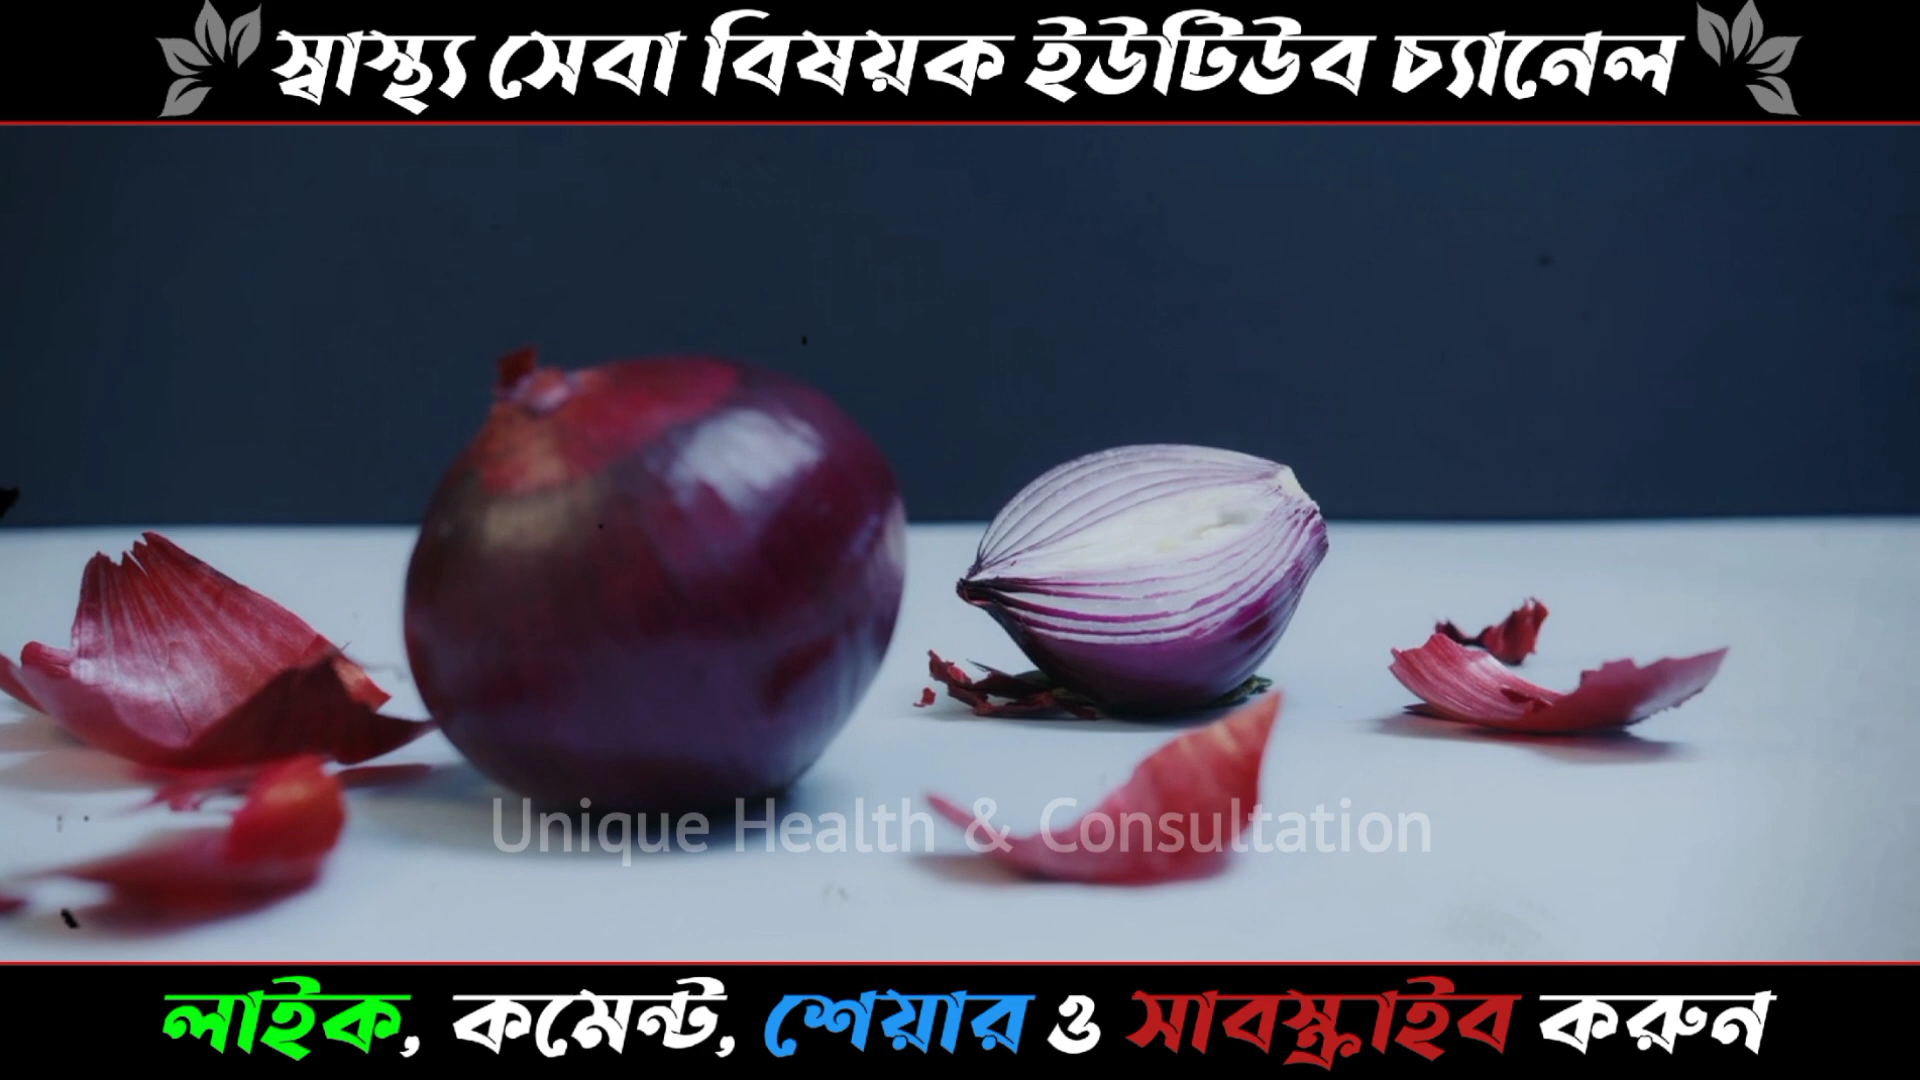 স্বাস্থ্য সেবা বিষয়ক ইউটিউব চ্যানেল
Unique Health & Consultation
লাইক, কমেন্ট, শেয়ার ও সাবস্ক্রাইব করুন